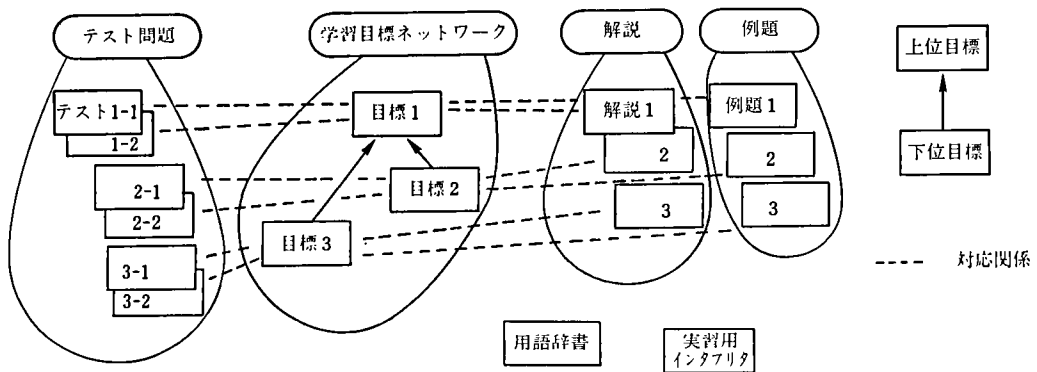 テスト問題
学習目標ネットワーク
解説
例題
上位目標
下位目標
テスト1-1
1-2
2-1
2-2
3-1
3-2
目標1
目標2
目標3
解説1
2
3
例題1
2
3
対応関係
用語辞書
実習用
インタプリタ